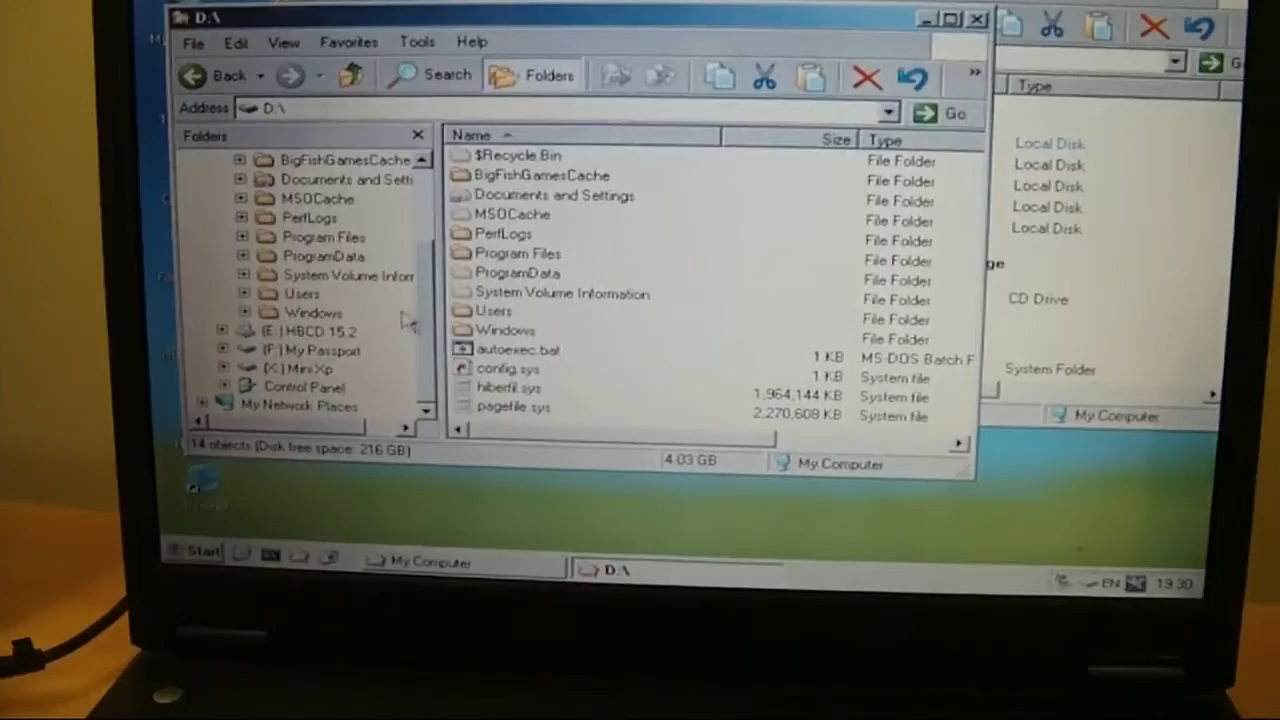 D:\
File Edit View Favorites Tools Help
Back Search Folders »
Address D:\ Go
Folders
BigFishGamesCache
Documents and Setti
MSOCache
PerfLogs
Program Files
ProgramData
System Volume Inforr
Users
Windows
(E:) HBCD 15.2
(F:) My Passport
(X:) Mini Xp
Control Panel
My Network Places
Name Size Type
$Recycle.Bin File Folder
BigFishGamesCache File Folder
Documents and Settings File Folder
MSOCache File Folder
PerfLogs File Folder
Program Files File Folder
ProgramData File Folder
System Volume Information File Folder
Users File Folder
Windows File Folder
autoexec.bat 1 KB MS-DOS Batch F
config.sys 1 KB System file
hiberfil.sys 1,964,144 KB System file
pagefile.sys 2,270,608 KB System file
14 objects (Disk free space: 216 GB) 4.03 GB My Computer
Type
Local Disk
Local Disk
Local Disk
Local Disk
Local Disk
ge
CD Drive
System Folder
My Computer
Start My Computer D:\ EN 19:30